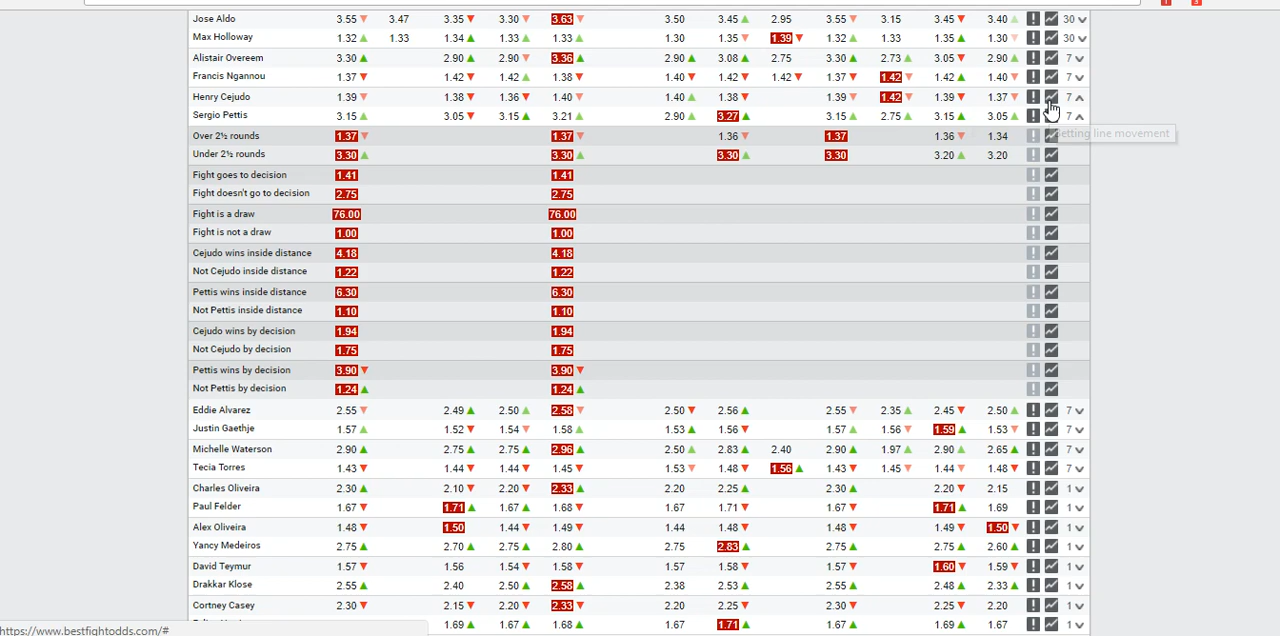 Jose Aldo 3.55 3.47 3.35 3.30 3.63 3.50 3.45 2.95 3.55 3.15 3.45 3.40 30
Max Holloway 1.32 1.33 1.34 1.33 1.33 1.30 1.35 1.39 1.32 1.33 1.35 1.30 30
Alistair Overeem 3.30 2.90 2.90 3.36 2.90 3.08 2.75 3.30 2.73 3.05 2.90 7
Francis Ngannou 1.37 1.42 1.42 1.38 1.40 1.42 1.42 1.37 1.42 1.42 1.40 7
Henry Cejudo 1.39 1.38 1.36 1.40 1.40 1.38 1.39 1.42 1.39 1.37 7
Sergio Pettis 3.15 3.05 3.15 3.21 2.90 3.27 3.15 2.75 3.15 3.05 7
Over 2½ rounds 1.37 1.37 1.36 1.37 1.36 1.34
Betting line movement
Under 2½ rounds 3.30 3.30 3.30 3.30 3.20 3.20
Fight goes to decision 1.41 1.41
Fight doesn't go to decision 2.75 2.75
Fight is a draw 76.00 76.00
Fight is not a draw 1.00 1.00
Cejudo wins inside distance 4.18 4.18
Not Cejudo inside distance 1.22 1.22
Pettis wins inside distance 6.30 6.30
Not Pettis inside distance 1.10 1.10
Cejudo wins by decision 1.94 1.94
Not Cejudo by decision 1.75 1.75
Pettis wins by decision 3.90 3.90
Not Pettis by decision 1.24 1.24
Eddie Alvarez 2.55 2.49 2.50 2.58 2.50 2.56 2.55 2.35 2.45 2.50 7
Justin Gaethje 1.57 1.52 1.54 1.58 1.53 1.56 1.57 1.56 1.59 1.53 7
Michelle Waterson 2.90 2.75 2.75 2.96 2.50 2.83 2.40 2.90 1.97 2.90 2.65 7
Tecia Torres 1.43 1.44 1.44 1.45 1.53 1.48 1.56 1.43 1.45 1.44 1.48 7
Charles Oliveira 2.30 2.10 2.20 2.33 2.20 2.25 2.30 2.20 2.15 1
Paul Felder 1.67 1.71 1.67 1.68 1.67 1.71 1.67 1.71 1.69 1
Alex Oliveira 1.48 1.50 1.44 1.49 1.44 1.48 1.48 1.49 1.50 1
Yancy Medeiros 2.75 2.70 2.75 2.80 2.75 2.83 2.75 2.75 2.60 1
David Teymur 1.57 1.56 1.54 1.58 1.57 1.58 1.57 1.60 1.59 1
Drakkar Klose 2.55 2.40 2.50 2.58 2.38 2.53 2.55 2.48 2.33 1
Cortney Casey 2.30 2.15 2.20 2.33 2.20 2.25 2.30 2.25 2.20 1
1.69 1.67 1.68 1.67 1.71 1.67 1.69 1.67 1
https://www.bestfightodds.com/#